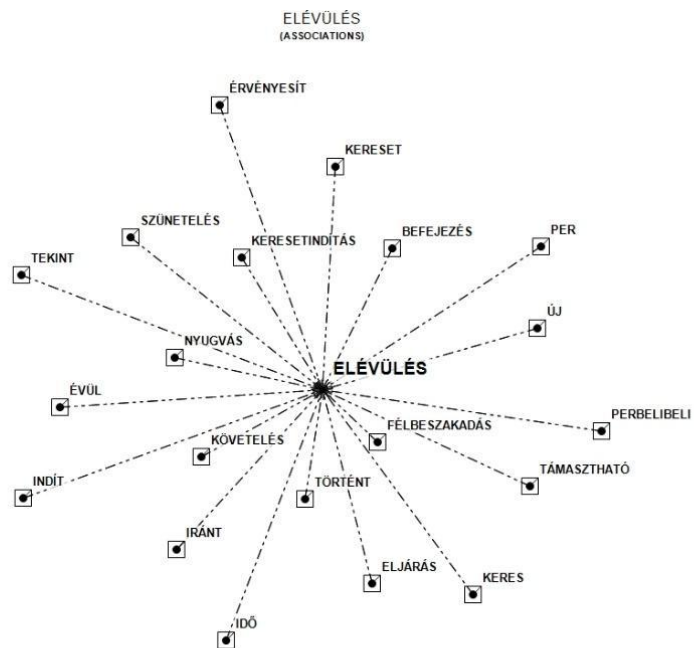 ELÉVÜLÉS
(ASSOCIATIONS)
ÉRVÉNYESÍT
KERESET
SZÜNETELÉS
KERESETINDÍTÁS
BEFEJEZÉS
PER
TEKINT
ÚJ
NYUGVÁS
ELÉVÜLÉS
ÉVÜL
PERBELIBELI
FÉLBESZAKADÁS
KÖVETELÉS
TÁMASZTHATÓ
INDÍT
TÖRTÉNT
IRÁNT
ELJÁRÁS
KERES
IDŐ